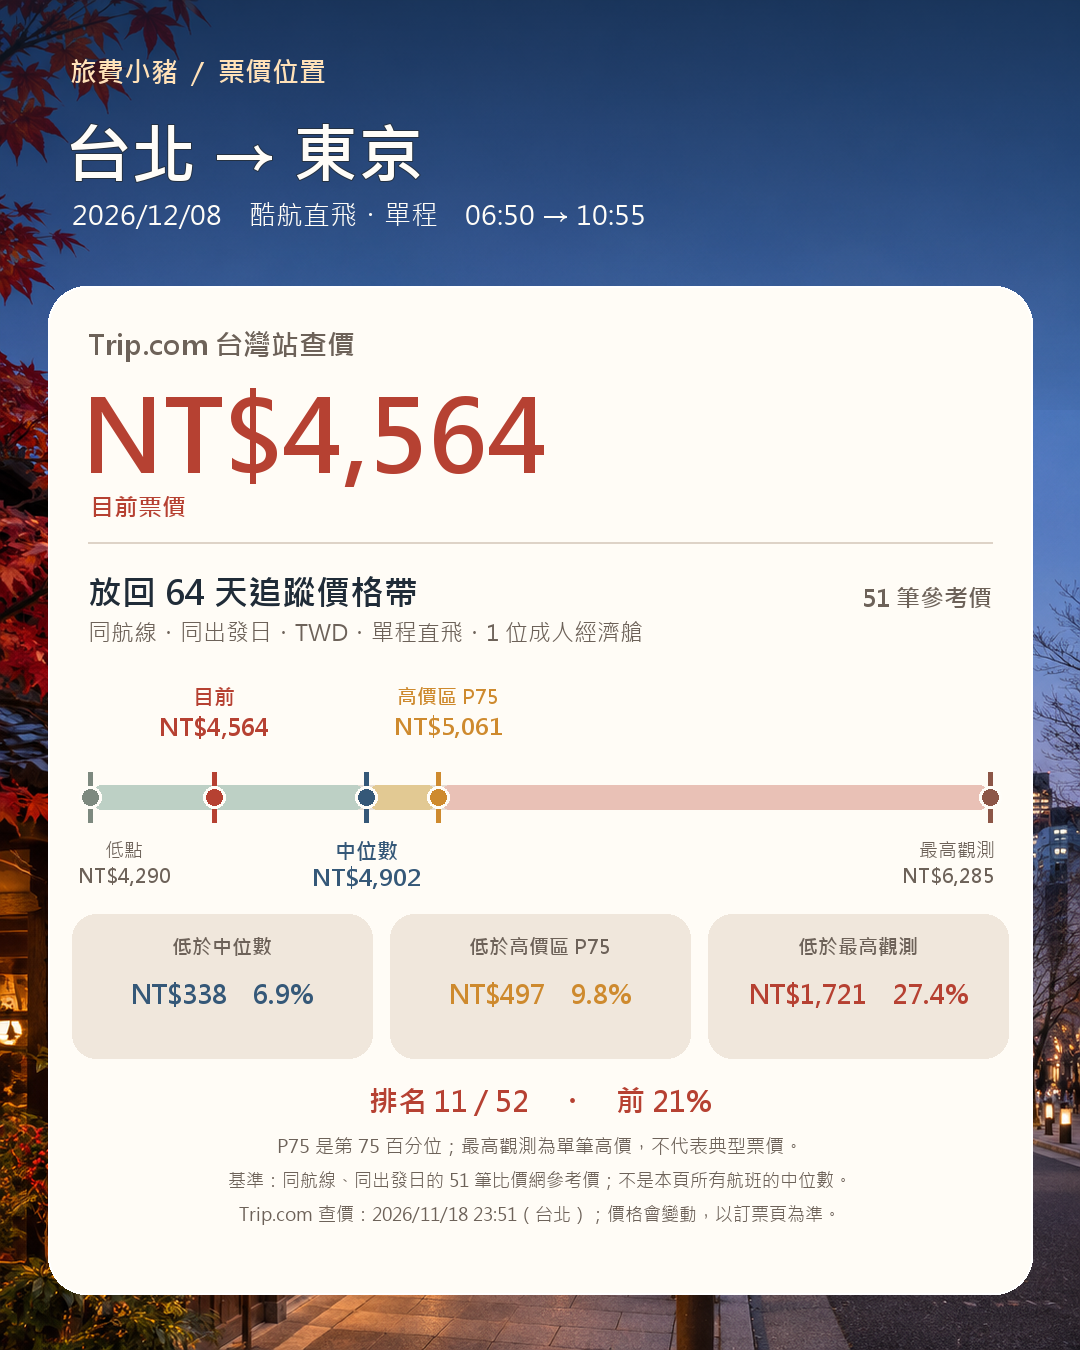 旅費小豬 / 票價位置
台北 → 東京
2026/12/08 酷航直飛 · 單程 06:50 → 10:55
Trip.com 台灣站查價
NT$4,564
目前票價
放回 64 天追蹤價格帶
51 筆參考價
同航線 · 同出發日 · TWD · 單程直飛 · 1 位成人經濟艙
目前
NT$4,564
高價區 P75
NT$5,061
低點
NT$4,290
中位數
NT$4,902
最高觀測
NT$6,285
低於中位數
NT$338 6.9%
低於高價區 P75
NT$497 9.8%
低於最高觀測
NT$1,721 27.4%
排名 11 / 52 · 前 21%
P75 是第 75 百分位；最高觀測為單筆高價，不代表典型票價。
基準：同航線、同出發日的 51 筆比價網參考價；不是本頁所有航班的中位數。
Trip.com 查價：2026/11/18 23:51（台北）；價格會變動，以訂票頁為準。